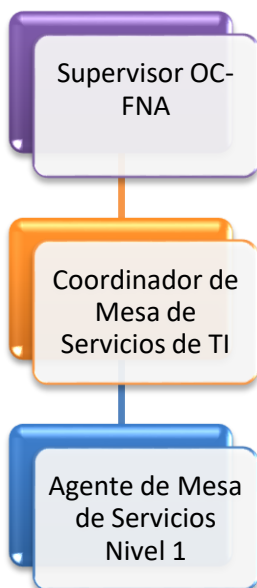 Supervisor OC-
FNA
Coordinador de
Mesa de
Servicios de TI
Agente de Mesa
de Servicios
Nivel 1